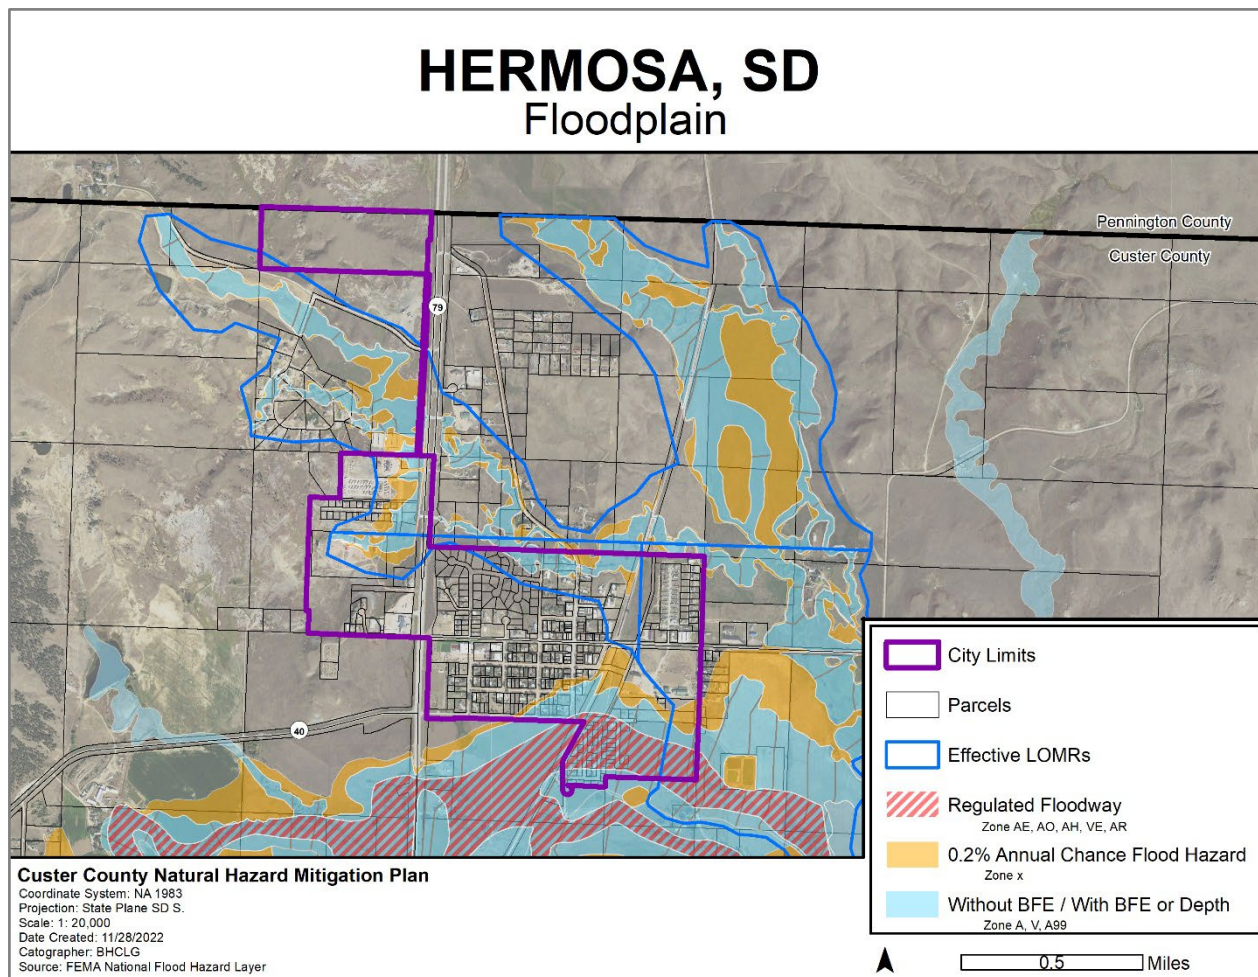 HERMOSA, SD
Floodplain
Pennington County
Custer County
79
40
City Limits
Parcels
Effective LOMRs
Regulated Floodway
Zone AE, AO, AH, VE, AR
0.2% Annual Chance Flood Hazard
Zone x
Without BFE / With BFE or Depth
Zone A, V, A99
Custer County Natural Hazard Mitigation Plan
Coordinate System: NA 1983
Projection: State Plane SD S.
Scale: 1: 20,000
Date Created: 11/28/2022
Catographer: BHCLG
Source: FEMA National Flood Hazard Layer
0.5 Miles